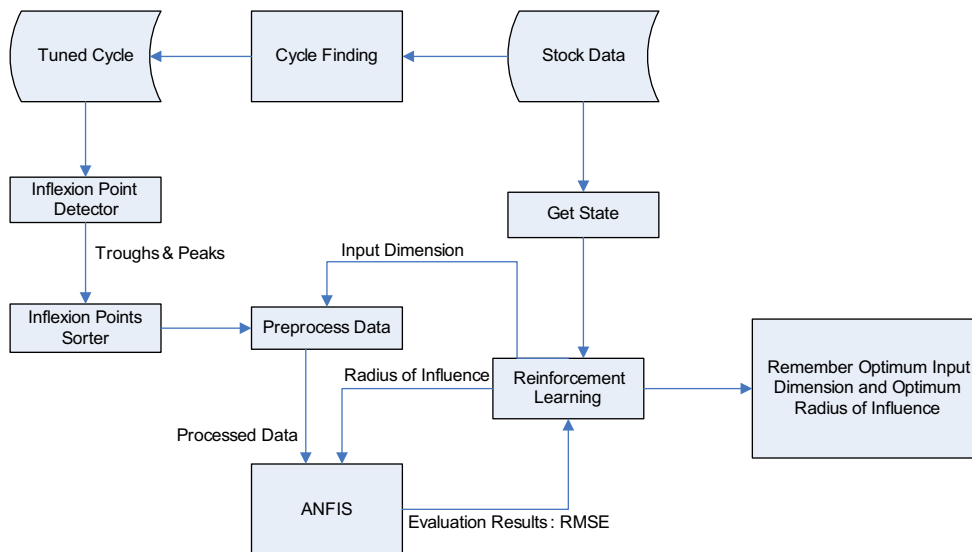 Tuned Cycle
Cycle Finding
Stock Data
Inflexion Point
Detector
Get State
Troughs & Peaks
Input Dimension
Inflexion Points
Sorter
Preprocess Data
Radius of Influence
Reinforcement
Learning
Remember Optimum Input
Dimension and Optimum
Radius of Influence
Processed Data
ANFIS
Evaluation Results : RMSE